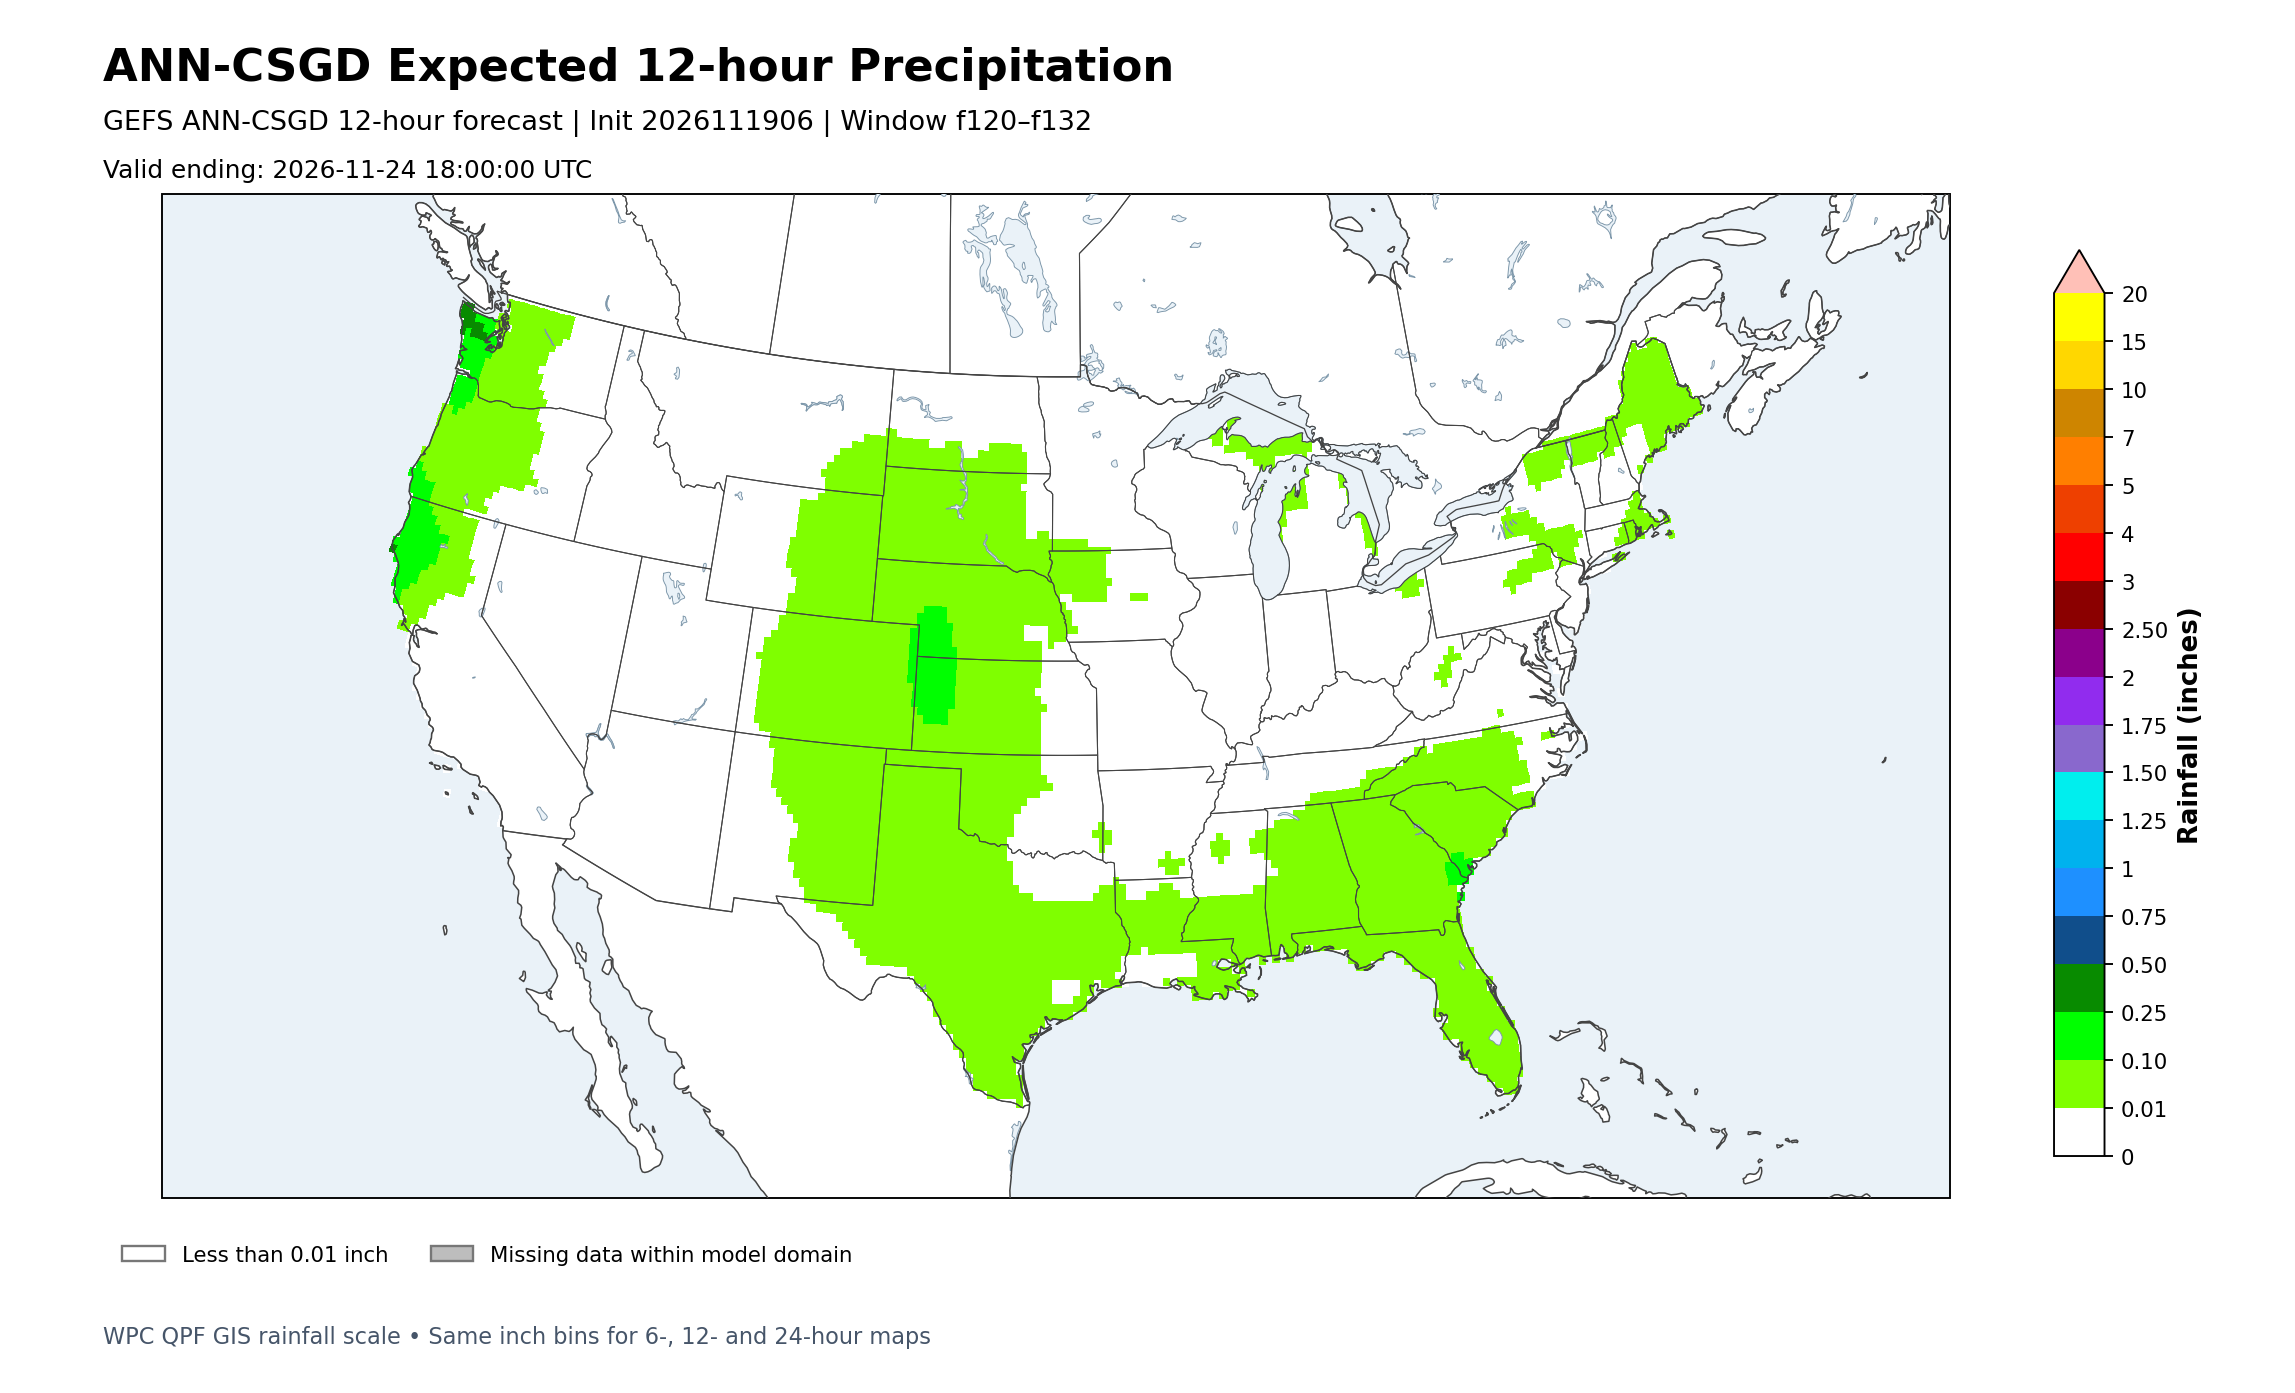 ANN-CSGD Expected 12-hour Precipitation
GEFS ANN-CSGD 12-hour forecast | Init 2026111906 | Window f120–f132
Valid ending: 2026-11-24 18:00:00 UTC
20
15
10
7
5
4
3
2.50
2
1.75
1.50
1.25
1
0.75
0.50
0.25
0.10
0.01
0
Rainfall (inches)
Less than 0.01 inch
Missing data within model domain
WPC QPF GIS rainfall scale • Same inch bins for 6-, 12- and 24-hour maps